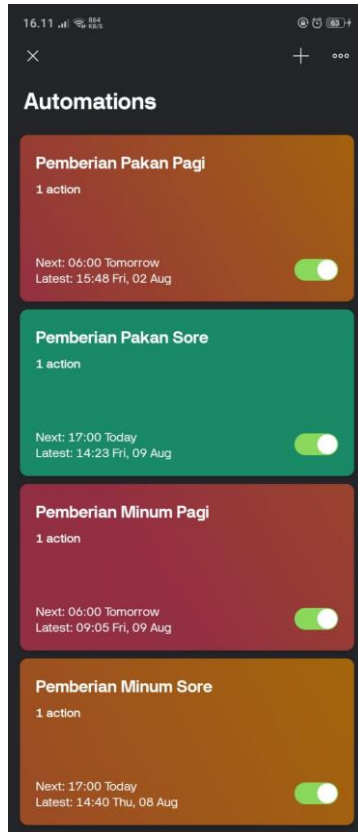 16.11 864 KB/S 63
Automations
Pemberian Pakan Pagi
1 action
Next: 06:00 Tomorrow
Latest: 15:48 Fri, 02 Aug
Pemberian Pakan Sore
1 action
Next: 17:00 Today
Latest: 14:23 Fri, 09 Aug
Pemberian Minum Pagi
1 action
Next: 06:00 Tomorrow
Latest: 09:05 Fri, 09 Aug
Pemberian Minum Sore
1 action
Next: 17:00 Today
Latest: 14:40 Thu, 08 Aug